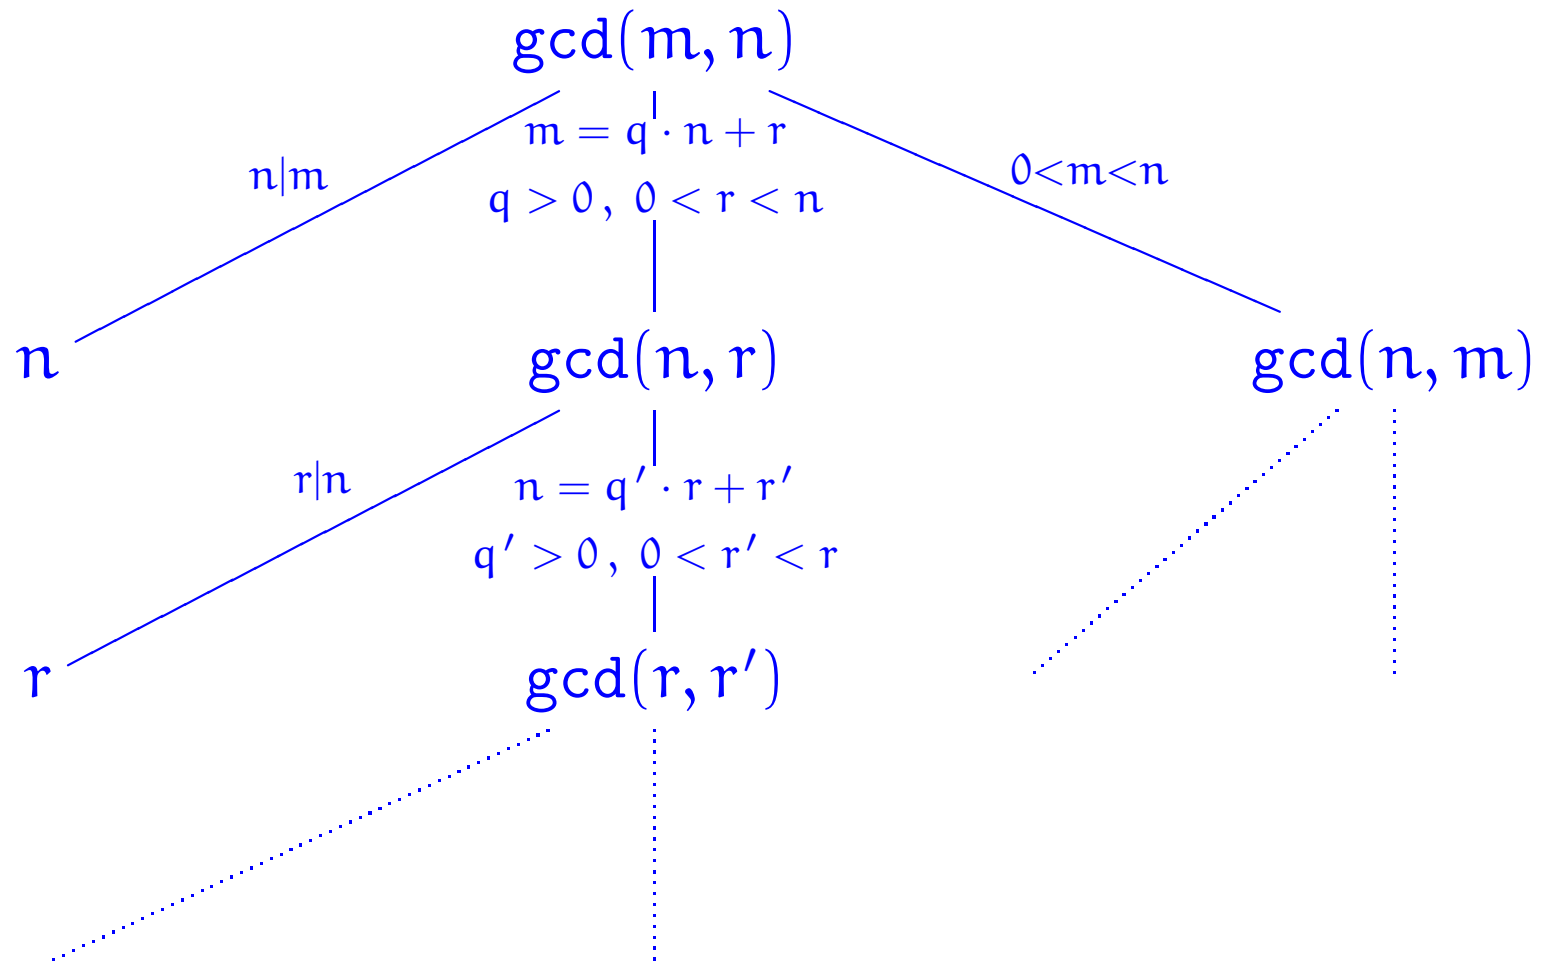 gcd(m, n)
m = q · n + r
n|m
0<m<n
q > 0 , 0 < r < n
n
gcd(n, r)
gcd(n, m)
r|n
n = q′ · r + r′
q′ > 0 , 0 < r′ < r
r
gcd(r, r′)